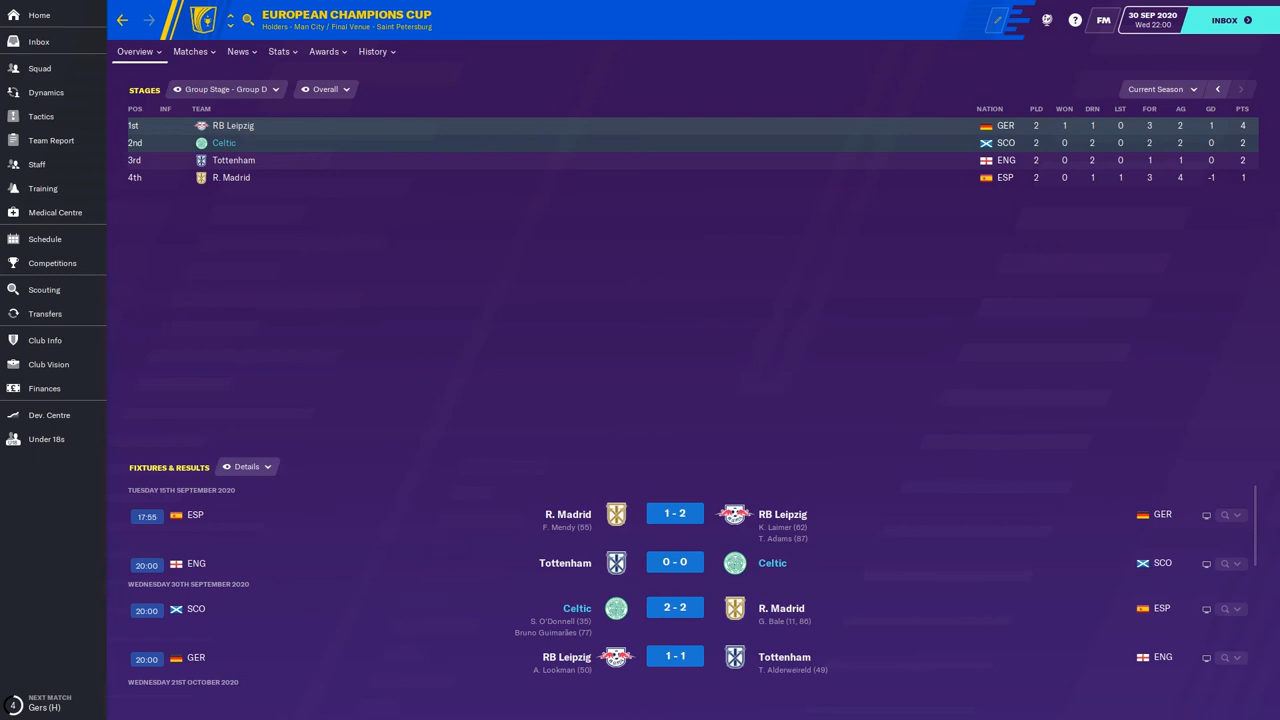 Home
EUROPEAN CHAMPIONS CUP
Holders - Man City / Final Venue - Saint Petersburg
FM
30 SEP 2020
Wed 22:00
INBOX
Inbox
Squad
Dynamics
Tactics
Team Report
Staff
Training
Medical Centre
Schedule
Competitions
Scouting
Transfers
Club Info
Club Vision
Finances
Dev. Centre
Under 18s
4 NEXT MATCH
Gers (H)
Overview Matches News Stats Awards History
STAGES Group Stage - Group D Overall Current Season
POS INF TEAM NATION PLD WON DRN LST FOR AG GD PTS
1st RB Leipzig GER 2 1 1 0 3 2 1 4
2nd Celtic SCO 2 0 2 0 2 2 0 2
3rd Tottenham ENG 2 0 2 0 1 1 0 2
4th R. Madrid ESP 2 0 1 1 3 4 -1 1
FIXTURES & RESULTS Details
TUESDAY 15TH SEPTEMBER 2020
17:55 ESP R. Madrid 1 - 2 RB Leipzig GER
F. Mendy (55) K. Laimer (62)
T. Adams (87)
20:00 ENG Tottenham 0 - 0 Celtic SCO
WEDNESDAY 30TH SEPTEMBER 2020
20:00 SCO Celtic 2 - 2 R. Madrid ESP
S. O'Donnell (35) G. Bale (11, 86)
Bruno Guimarães (77)
20:00 GER RB Leipzig 1 - 1 Tottenham ENG
A. Lookman (50) T. Alderweireld (49)
WEDNESDAY 21ST OCTOBER 2020